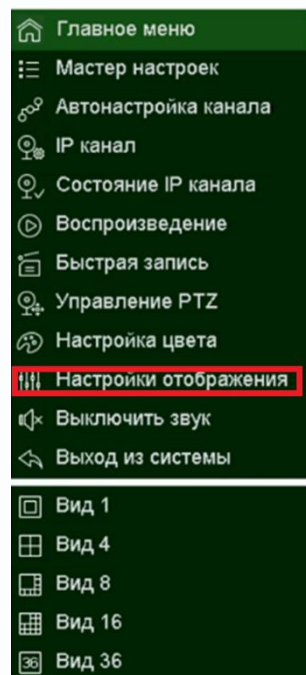 Главное меню
Мастер настроек
Автонастройка канала
IP канал
Состояние IP канала
Воспроизведение
Быстрая запись
Управление PTZ
Настройка цвета
Настройки отображения
Выключить звук
Выход из системы
Вид 1
Вид 4
Вид 8
Вид 16
36 Вид 36